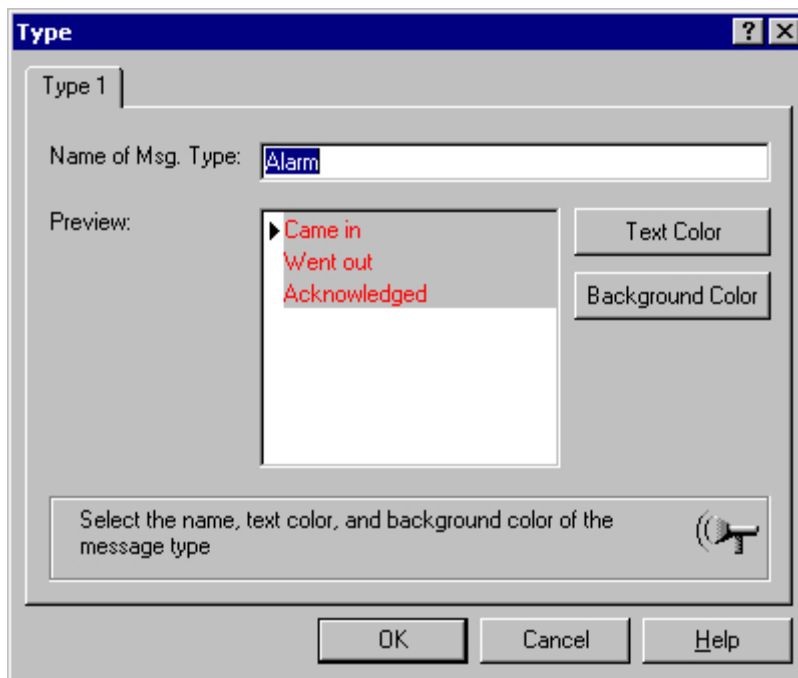 Type
Type 1
Name of Msg. Type: Alarm
Preview:
Came in
Went out
Acknowledged
Text Color
Background Color
Select the name, text color, and background color of the
message type
OK Cancel Help